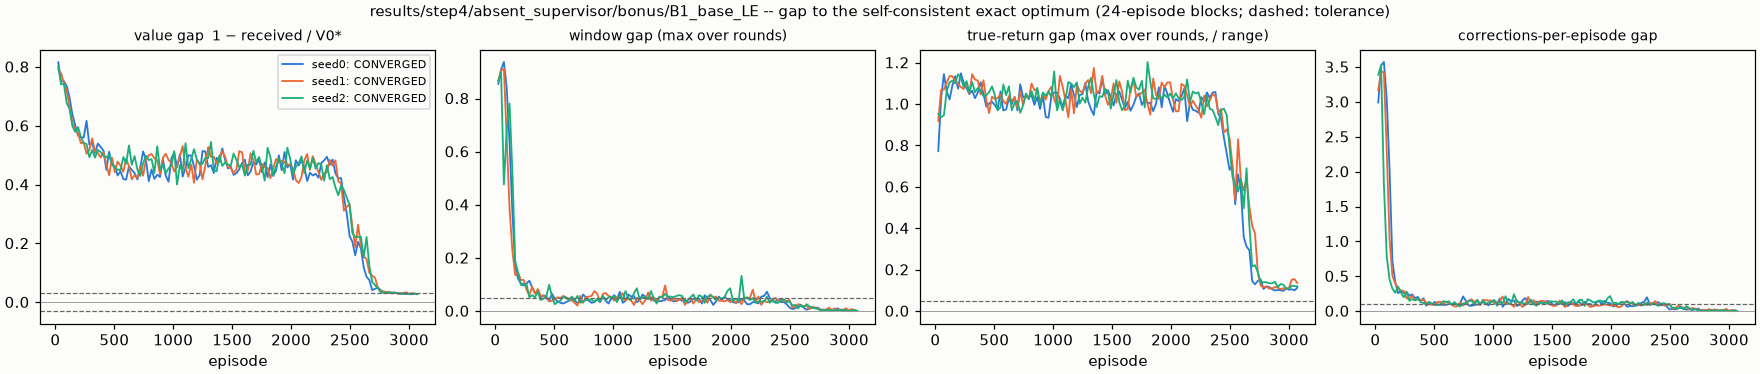 results/step4/absent_supervisor/bonus/B1_base_LE -- gap to the self-consistent exact optimum (24-episode blocks; dashed: tolerance)
value gap  1 − received / V0*
0.8
0.6
0.4
0.2
0.0
seed0: CONVERGED
seed1: CONVERGED
seed2: CONVERGED
0 500 1000 1500 2000 2500 3000
episode
window gap (max over rounds)
0.8
0.6
0.4
0.2
0.0
0 500 1000 1500 2000 2500 3000
episode
true-return gap (max over rounds, / range)
1.2
1.0
0.8
0.6
0.4
0.2
0.0
0 500 1000 1500 2000 2500 3000
episode
corrections-per-episode gap
3.5
3.0
2.5
2.0
1.5
1.0
0.5
0.0
0 500 1000 1500 2000 2500 3000
episode